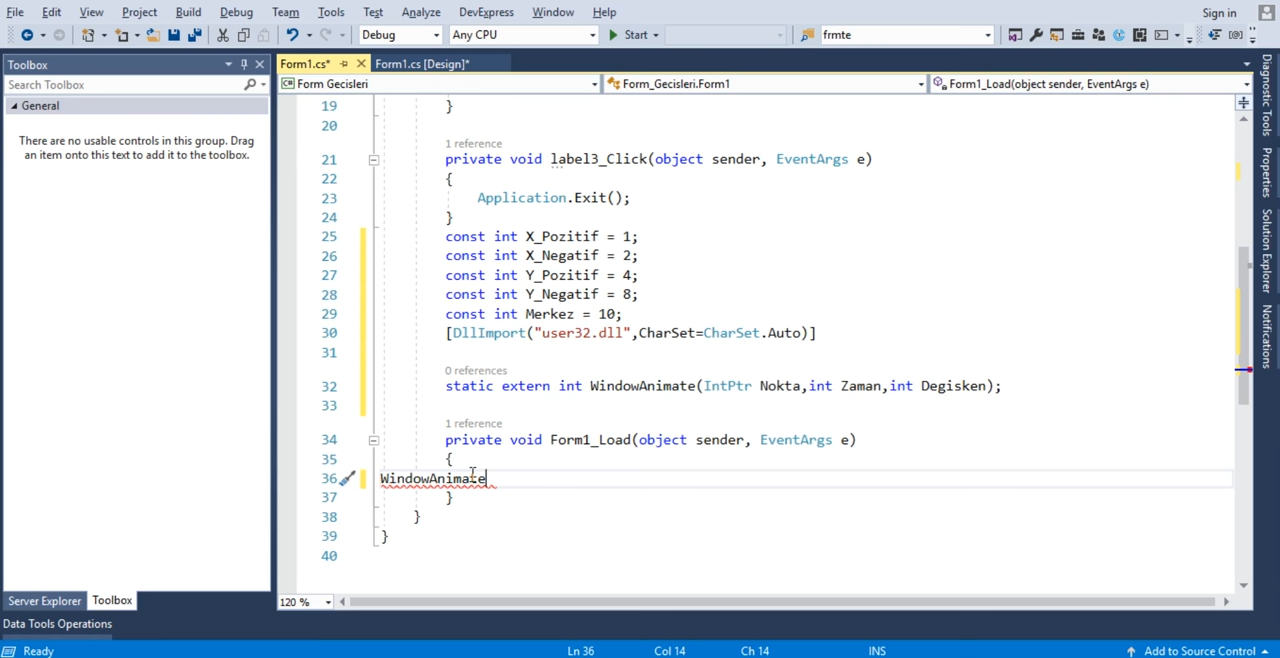 File Edit View Project Build Debug Team Tools Test Analyze DevExpress Window Help Sign in
Debug Any CPU Start frmte
Toolbox
Form1.cs* Form1.cs [Design]*
Search Toolbox
Form Gecisleri Form_Gecisleri.Form1 Form1_Load(object sender, EventArgs e)
General
There are no usable controls in this group. Drag
an item onto this text to add it to the toolbox.
19 }
20
1 reference
21 private void label3_Click(object sender, EventArgs e)
22 {
23 Application.Exit();
24 }
25 const int X_Pozitif = 1;
26 const int X_Negatif = 2;
27 const int Y_Pozitif = 4;
28 const int Y_Negatif = 8;
29 const int Merkez = 10;
30 [DllImport("user32.dll",CharSet=CharSet.Auto)]
31
0 references
32 static extern int WindowAnimate(IntPtr Nokta,int Zaman,int Degisken);
33
1 reference
34 private void Form1_Load(object sender, EventArgs e)
35 {
36 WindowAnimate
37 }
38 }
39 }
40
120 %
Server Explorer Toolbox
Data Tools Operations
Ready Ln 36 Col 14 Ch 14 INS Add to Source Control
Diagnostic Tools
Properties
Solution Explorer
Notifications